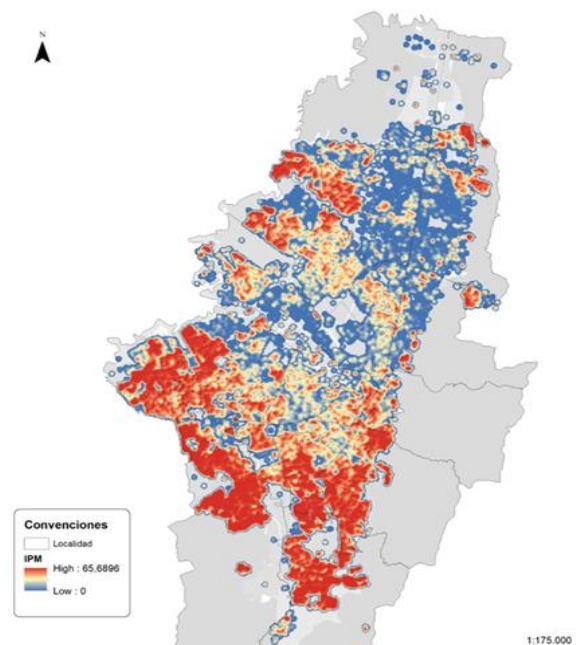 N
Convenciones
Localidad
IPM
High : 65,6896
Low : 0
1:175.000